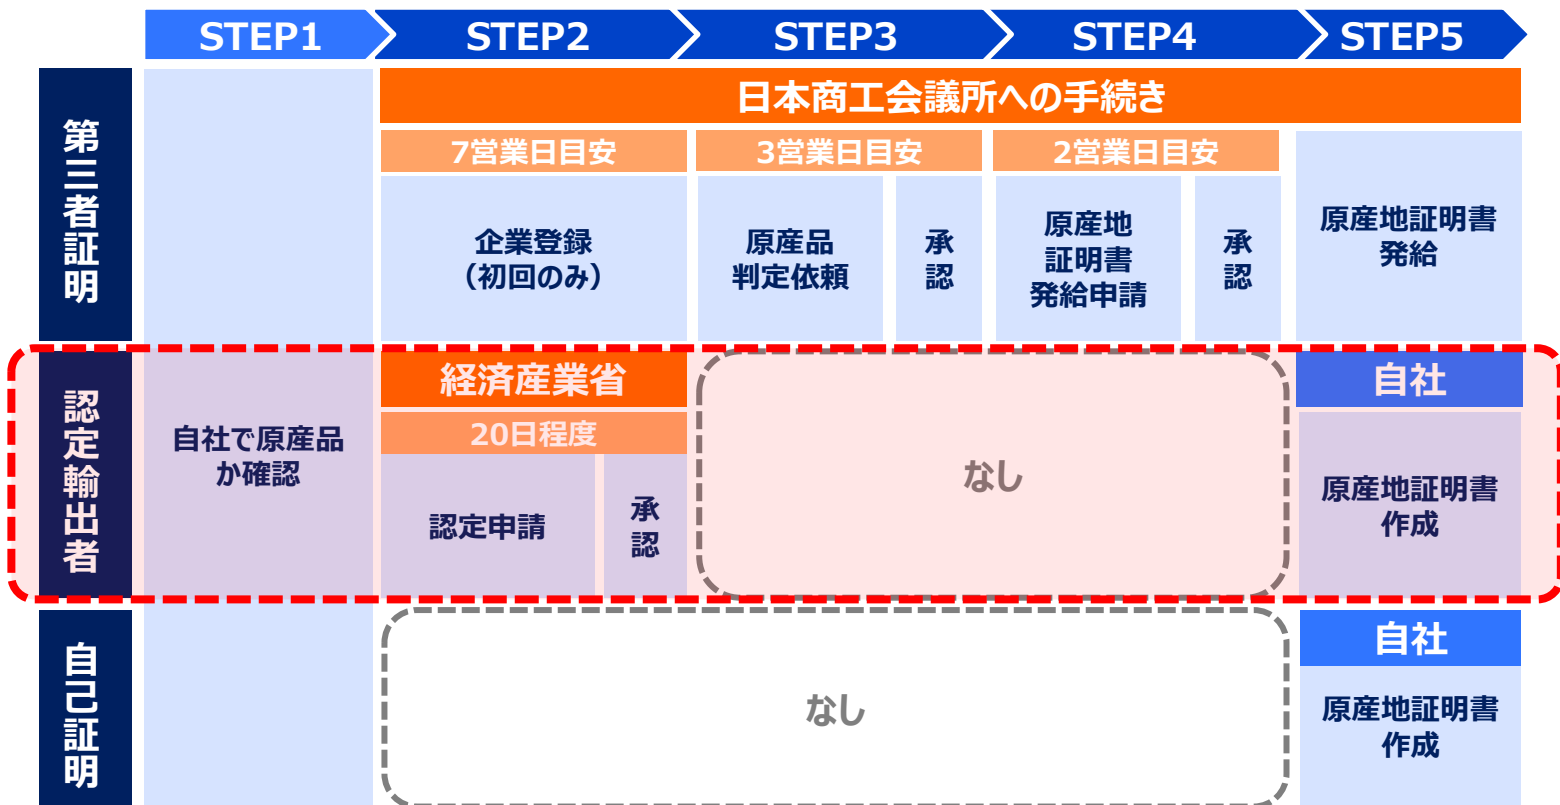 STEP1
STEP2
STEP3
STEP4
STEP5
第三者証明
日本商工会議所への手続き
7営業日目安
3営業日目安
2営業日目安
企業登録
（初回のみ）
原産品
判定依頼
承認
原産地
証明書
発給申請
承認
原産地証明書
発給
認定輸出者
自社で原産品
か確認
経済産業省
20日程度
認定申請
承認
なし
自社
原産地証明書
作成
自己証明
なし
自社
原産地証明書
作成